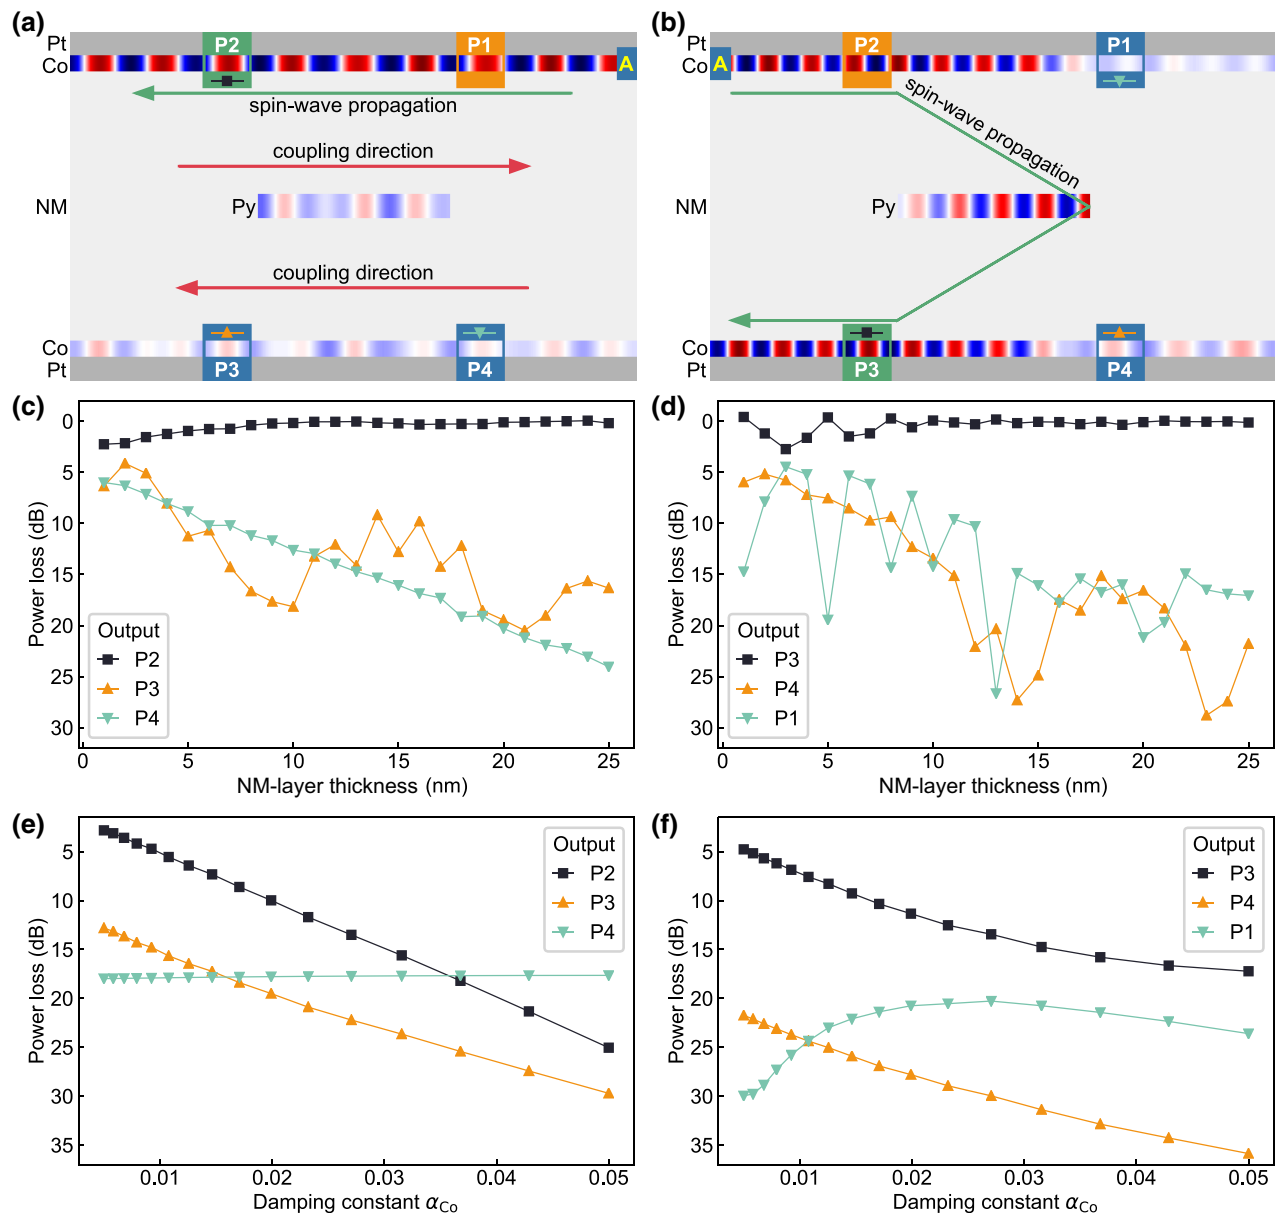 (a)
Pt
P2
P1
Co
A
spin-wave propagation
coupling direction
NM
Py
coupling direction
Co
Pt
P3
P4
(b)
Pt
P2
P1
Co
A
spin-wave propagation
NM
Py
Co
Pt
P3
P4
(c)
0
5
10
15
20
25
30
Power loss (dB)
Output
P2
P3
P4
0
5
10
15
20
25
NM-layer thickness (nm)
(d)
0
5
10
15
20
25
30
Power loss (dB)
Output
P3
P4
P1
0
5
10
15
20
25
NM-layer thickness (nm)
(e)
5
10
15
20
25
30
35
Power loss (dB)
Output
P2
P3
P4
0.01
0.02
0.03
0.04
0.05
Damping constant α_Co
(f)
5
10
15
20
25
30
35
Power loss (dB)
Output
P3
P4
P1
0.01
0.02
0.03
0.04
0.05
Damping constant α_Co